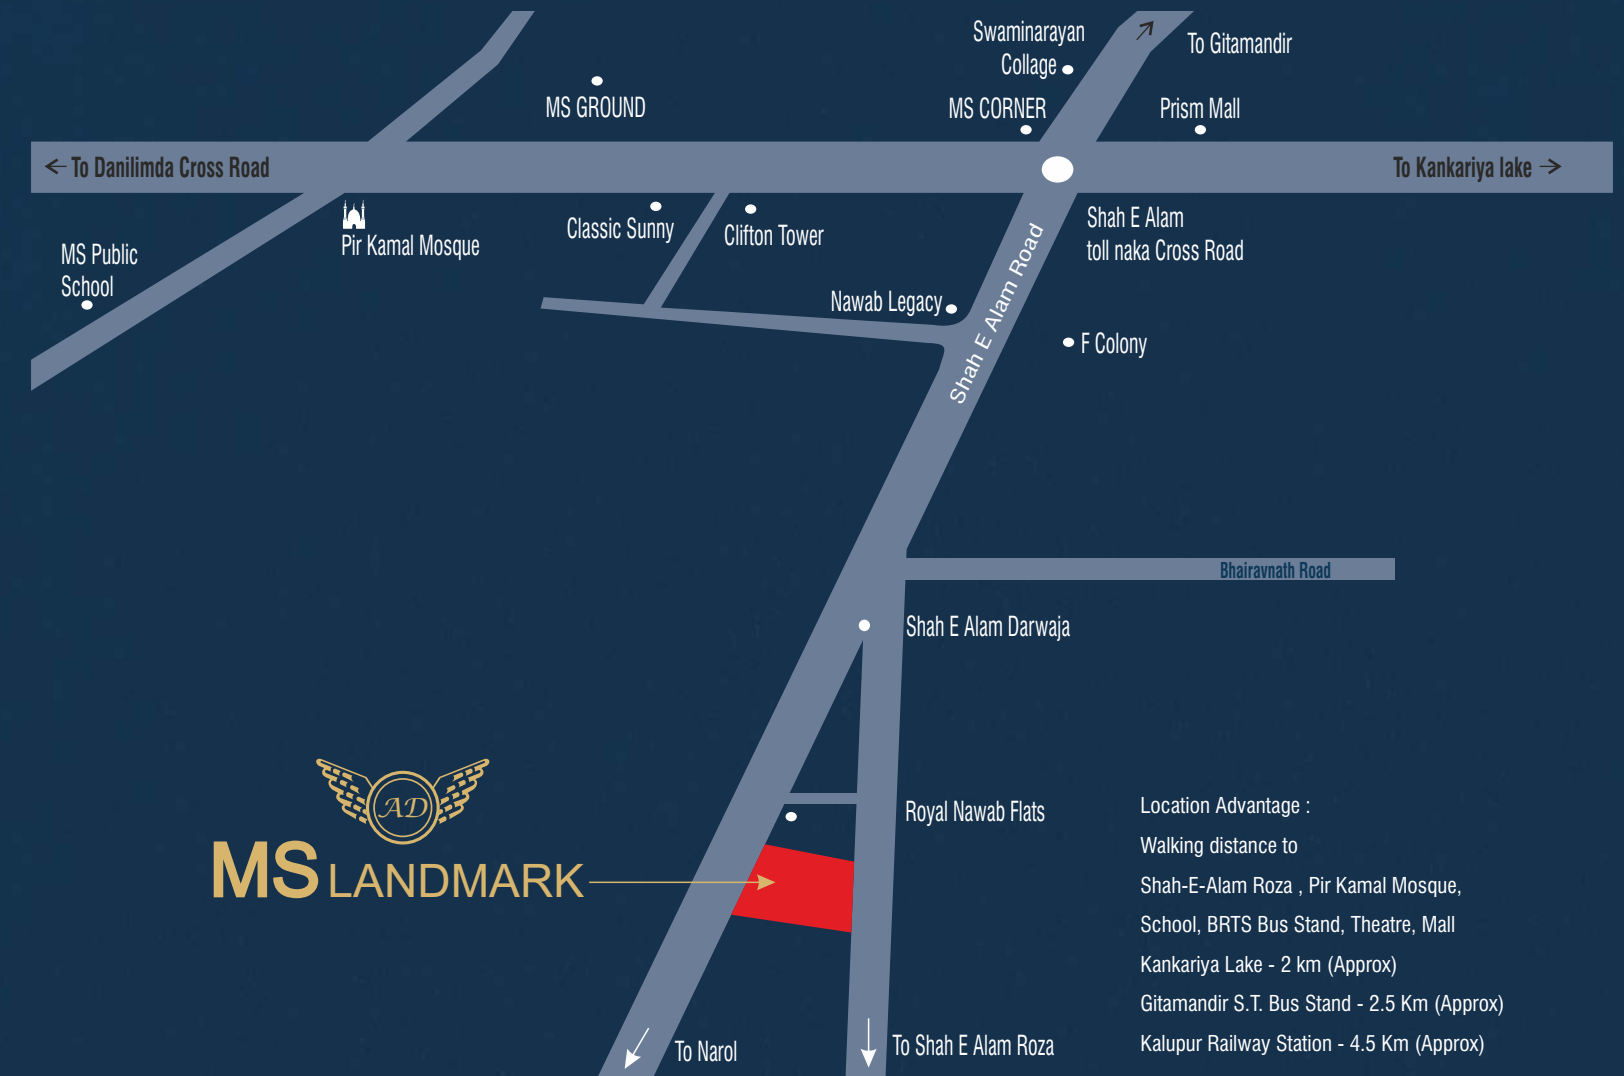 Swaminarayan
Collage
To Gitamandir
MS GROUND
MS CORNER
Prism Mall
To Danilimda Cross Road
To Kankariya lake
Pir Kamal Mosque
Classic Sunny
Clifton Tower
Shah E Alam
toll naka Cross Road
MS Public
School
Nawab Legacy
Shah E Alam Road
F Colony
Bhairavnath Road
Shah E Alam Darwaja
AD
MS LANDMARK
Royal Nawab Flats
Location Advantage :
Walking distance to
Shah-E-Alam Roza , Pir Kamal Mosque,
School, BRTS Bus Stand, Theatre, Mall
Kankariya Lake - 2 km (Approx)
Gitamandir S.T. Bus Stand - 2.5 Km (Approx)
Kalupur Railway Station - 4.5 Km (Approx)
To Narol
To Shah E Alam Roza